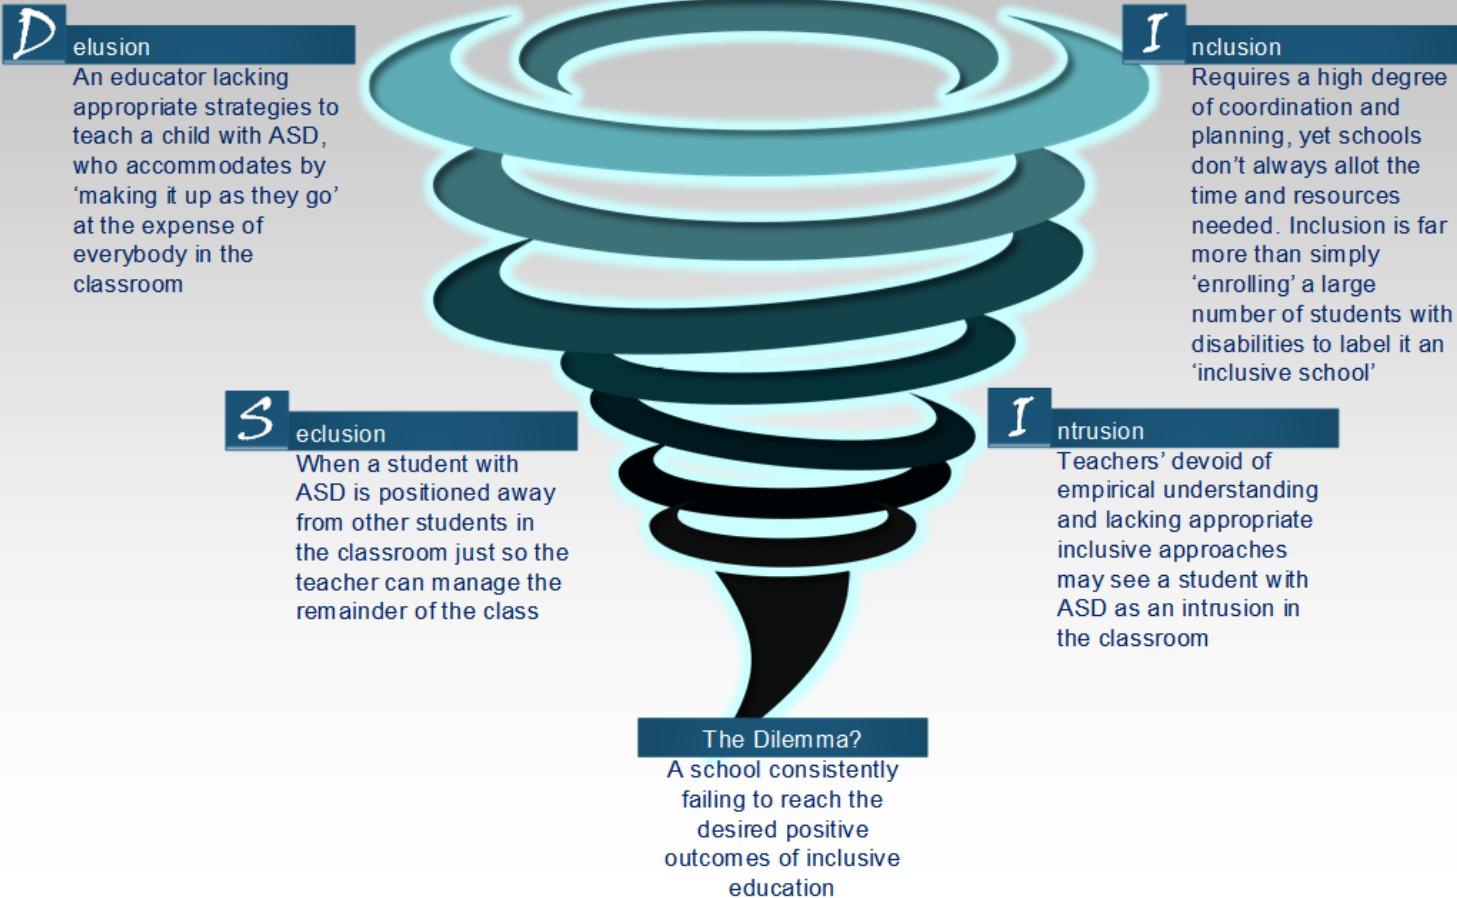 Delusion
An educator lacking
appropriate strategies to
teach a child with ASD,
who accommodates by
‘making it up as they go’
at the expense of
everybody in the
classroom
Inclusion
Requires a high degree
of coordination and
planning, yet schools
don’t always allot the
time and resources
needed. Inclusion is far
more than simply
‘enrolling’ a large
number of students with
disabilities to label it an
‘inclusive school’
Seclusion
When a student with
ASD is positioned away
from other students in
the classroom just so the
teacher can manage the
remainder of the class
Intrusion
Teachers’ devoid of
empirical understanding
and lacking appropriate
inclusive approaches
may see a student with
ASD as an intrusion in
the classroom
The Dilemma?
A school consistently
failing to reach the
desired positive
outcomes of inclusive
education